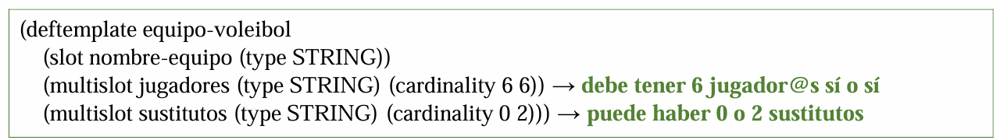 (deftemplate equipo-voleibol
(slot nombre-equipo (type STRING))
(multislot jugadores (type STRING) (cardinality 6 6)) → debe tener 6 jugador@s sí o sí
(multislot sustitutos (type STRING) (cardinality 0 2))) → puede haber 0 o 2 sustitutos